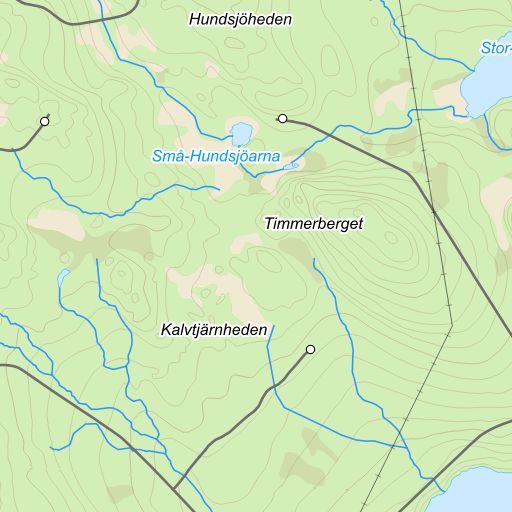 Hundsjöheden
Stor-
Små-Hundsjöarna
Timmerberget
Kalvtjärnheden